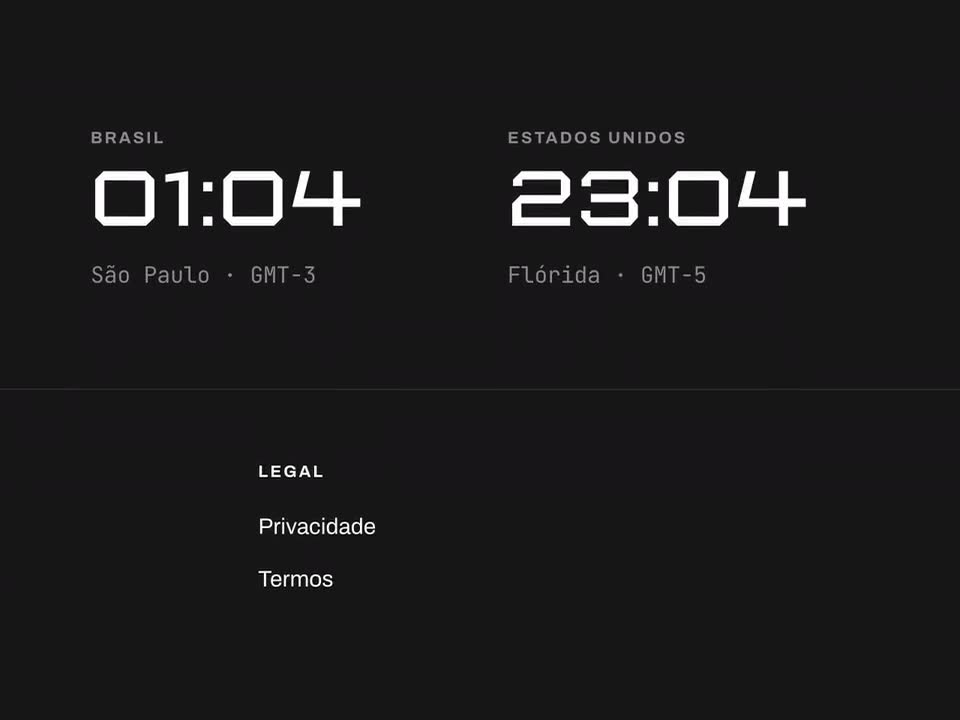 BRASIL
01:04
São Paulo · GMT-3
ESTADOS UNIDOS
23:04
Flórida · GMT-5
LEGAL
Privacidade
Termos